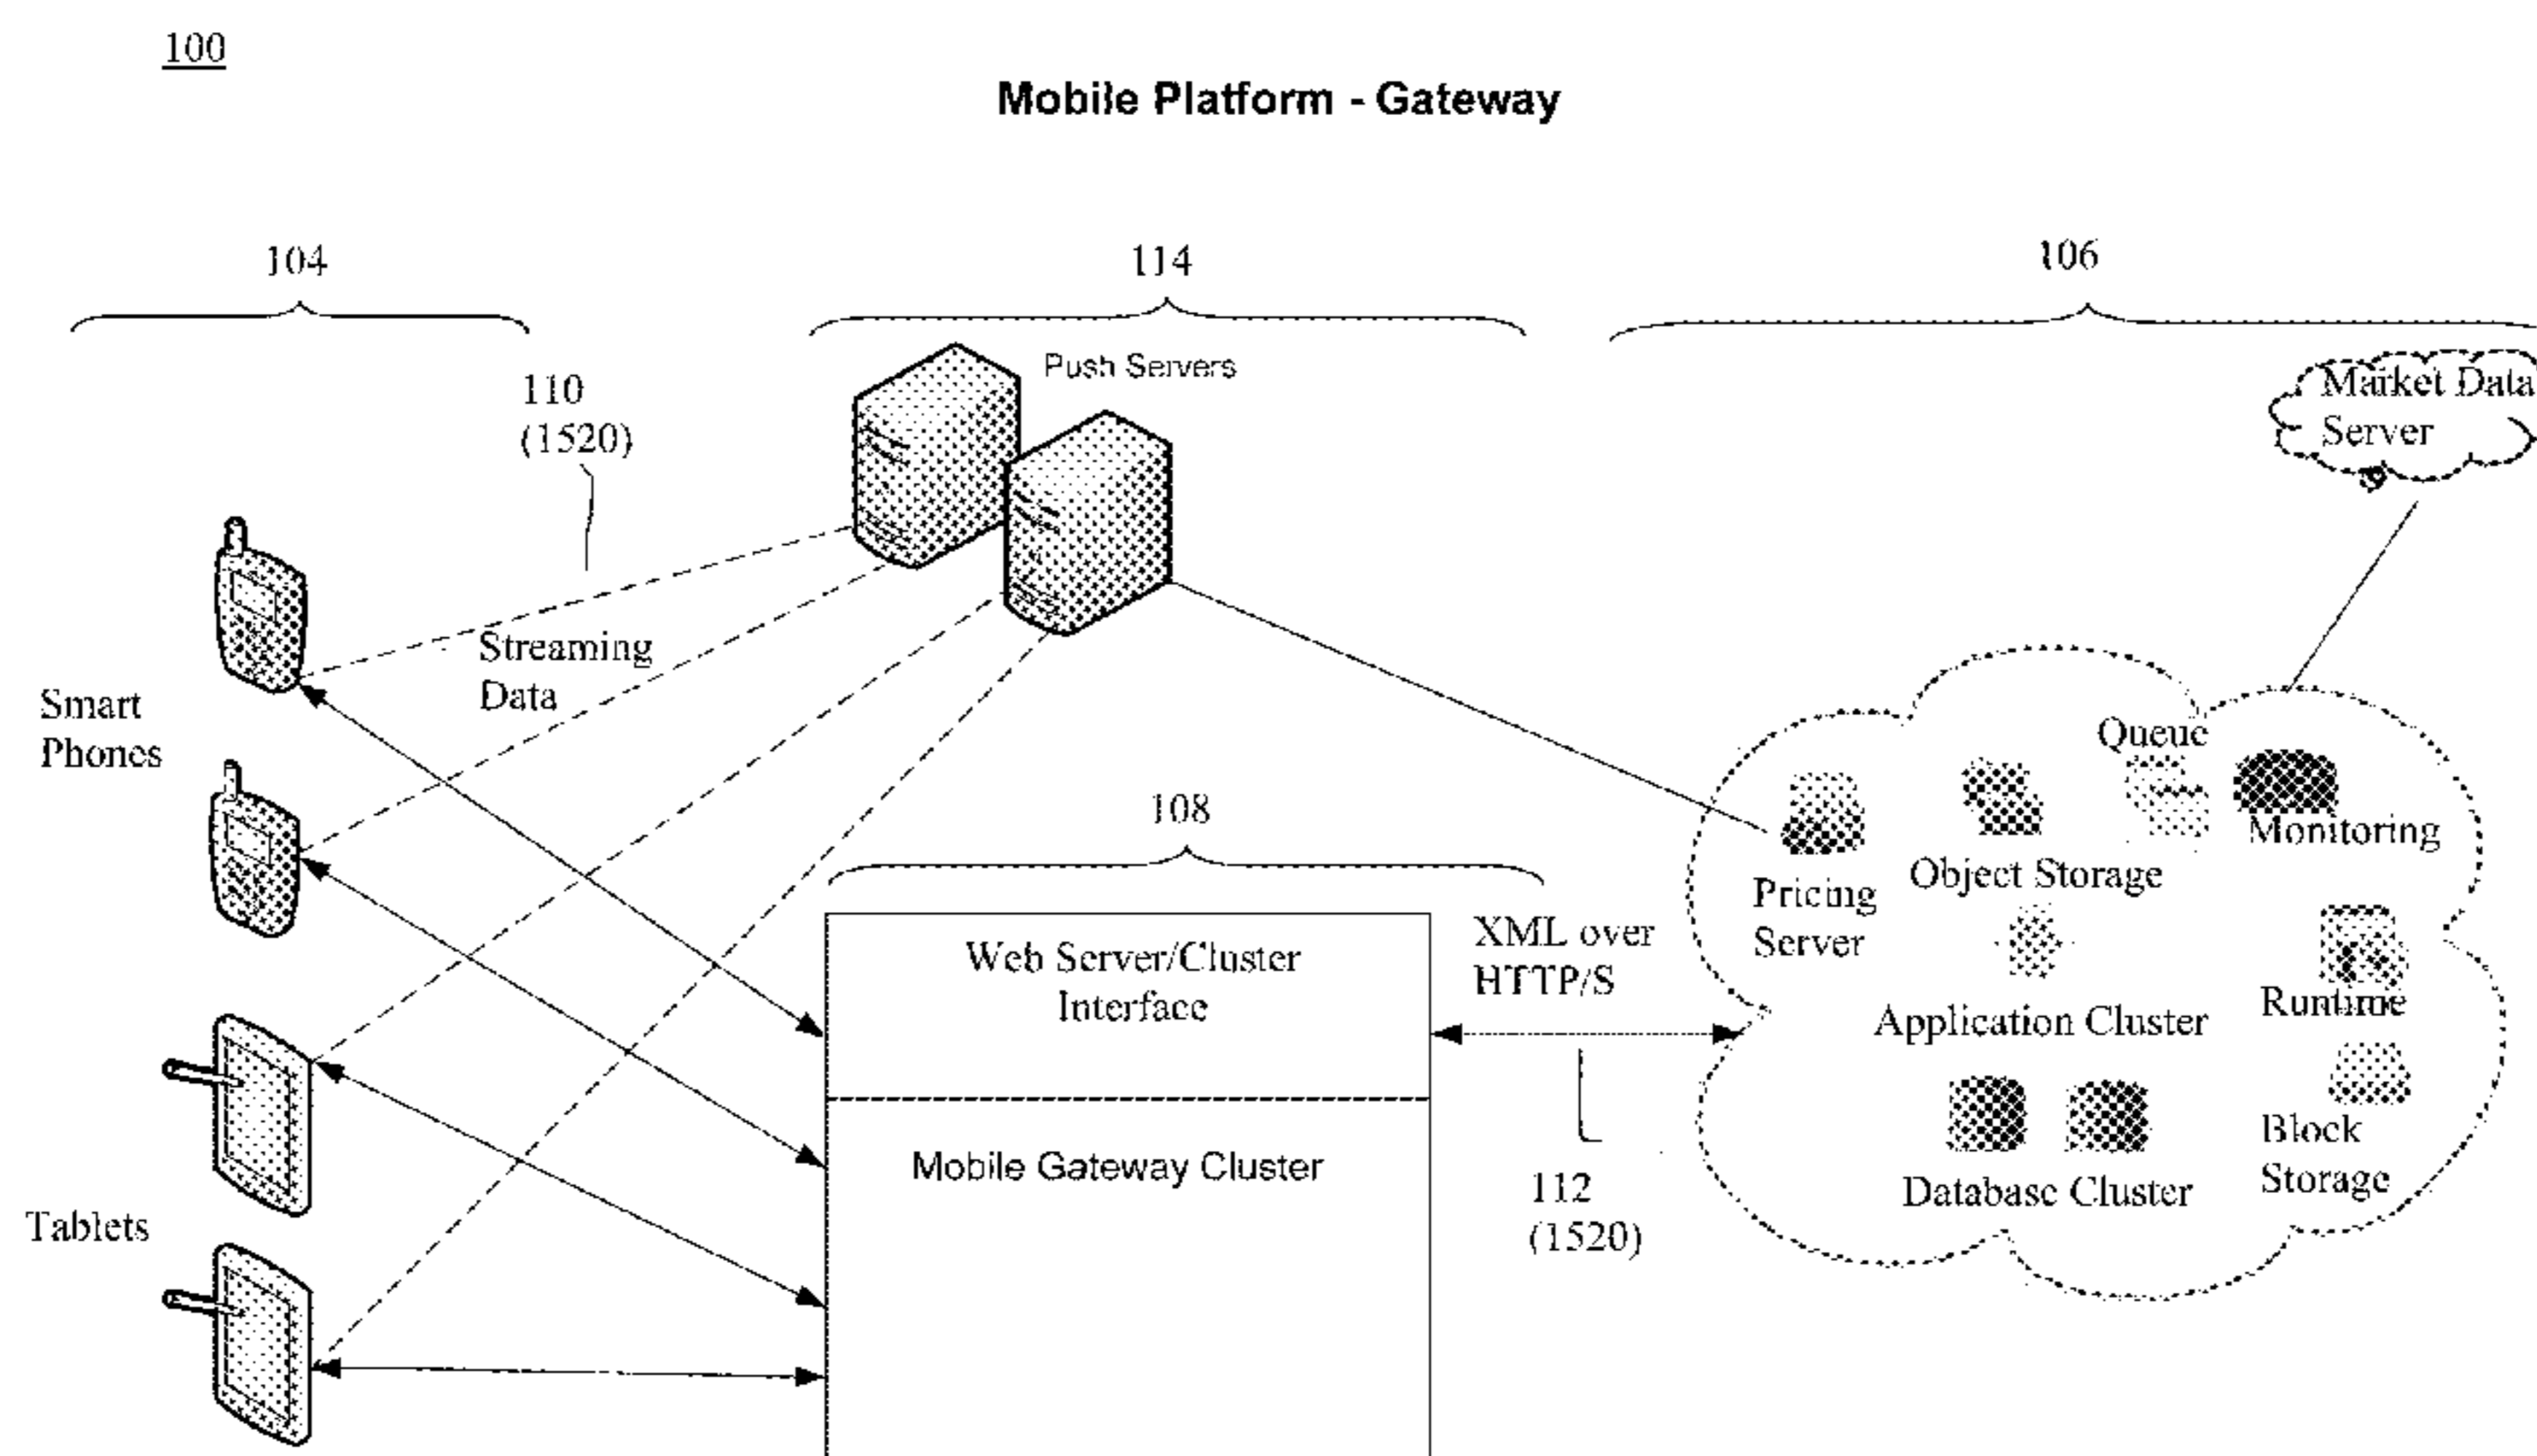 100
Mobile Platform - Gateway
104
114
106
110
(1520)
Push Servers
Market Data
Server
Streaming
Data
Smart
Phones
Queue
Monitoring
108
Pricing
Server
Object Storage
Web Server/Cluster
Interface
XML over
HTTP/S
Application Cluster
Runtime
Mobile Gateway Cluster
112
(1520)
Database Cluster
Block
Storage
Tablets